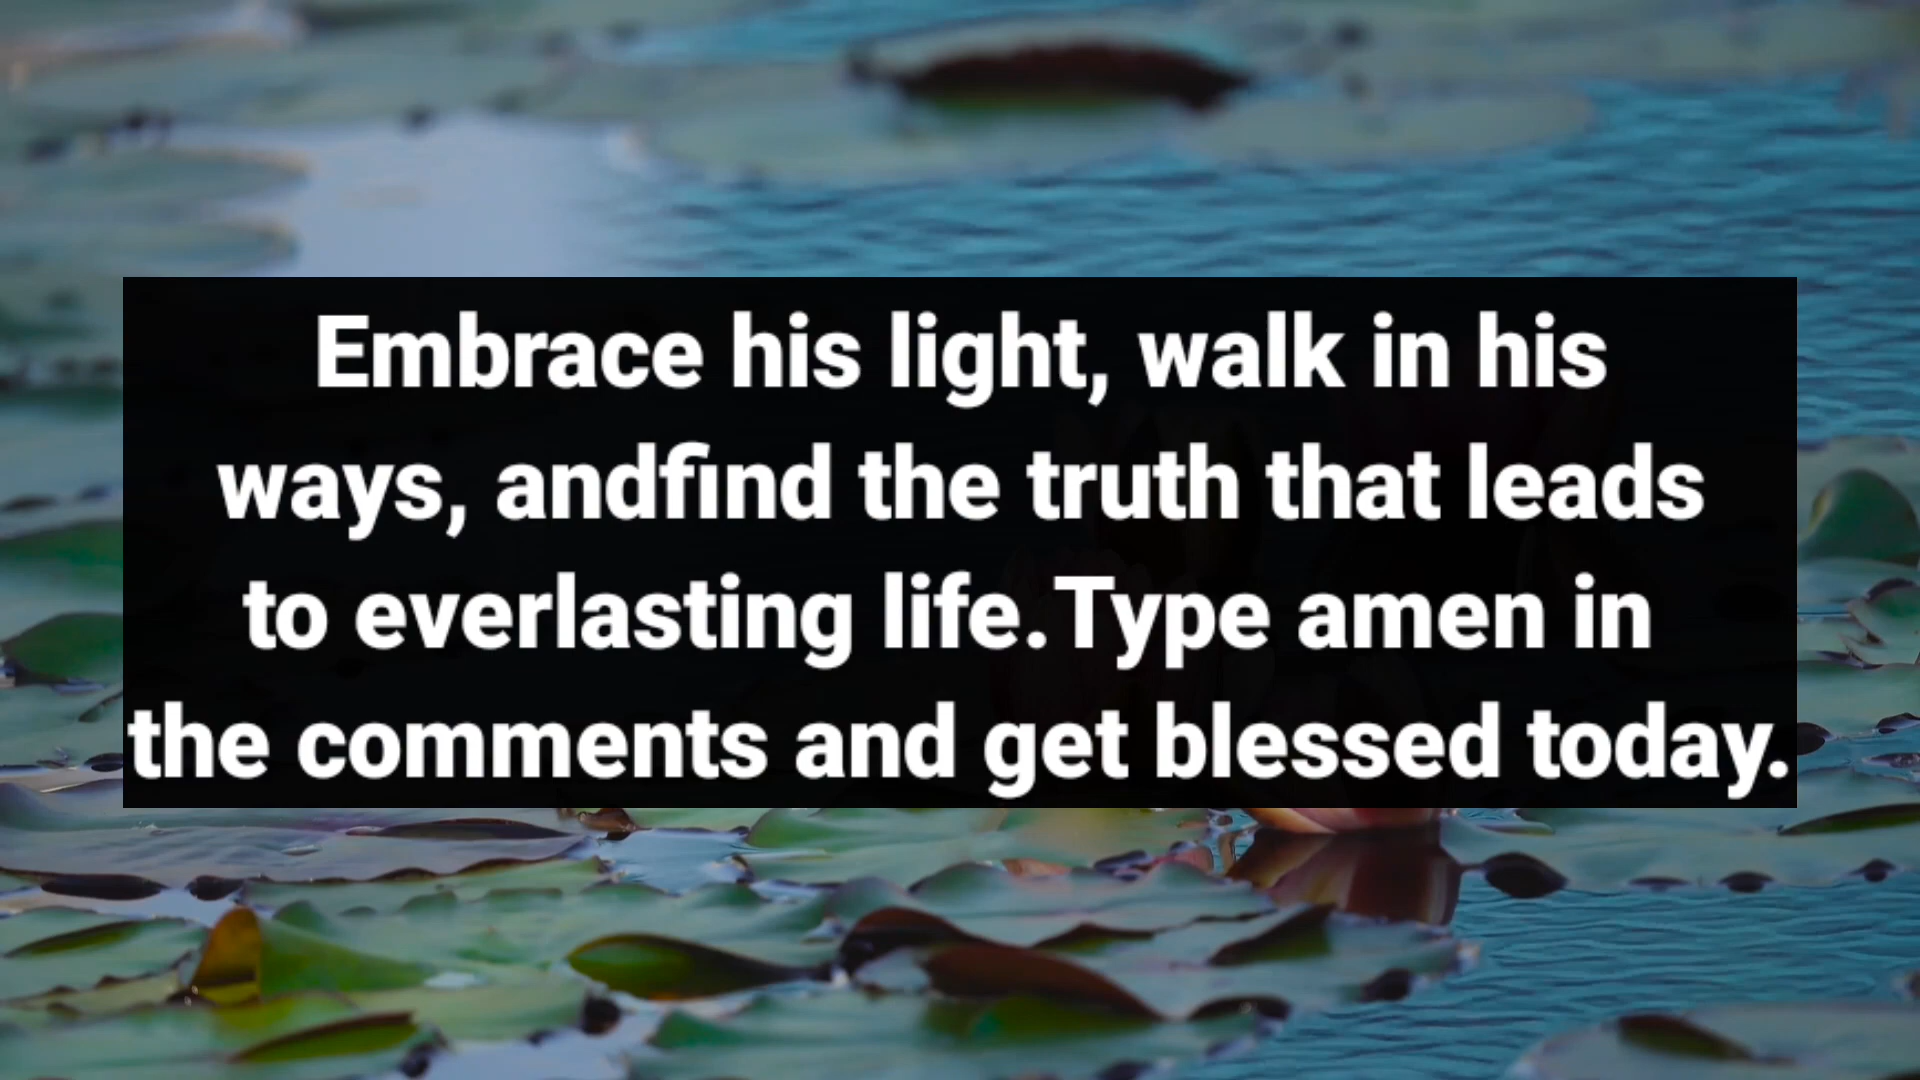 Embrace his light, walk in his
ways, andfind the truth that leads
to everlasting life.Type amen in
the comments and get blessed today.